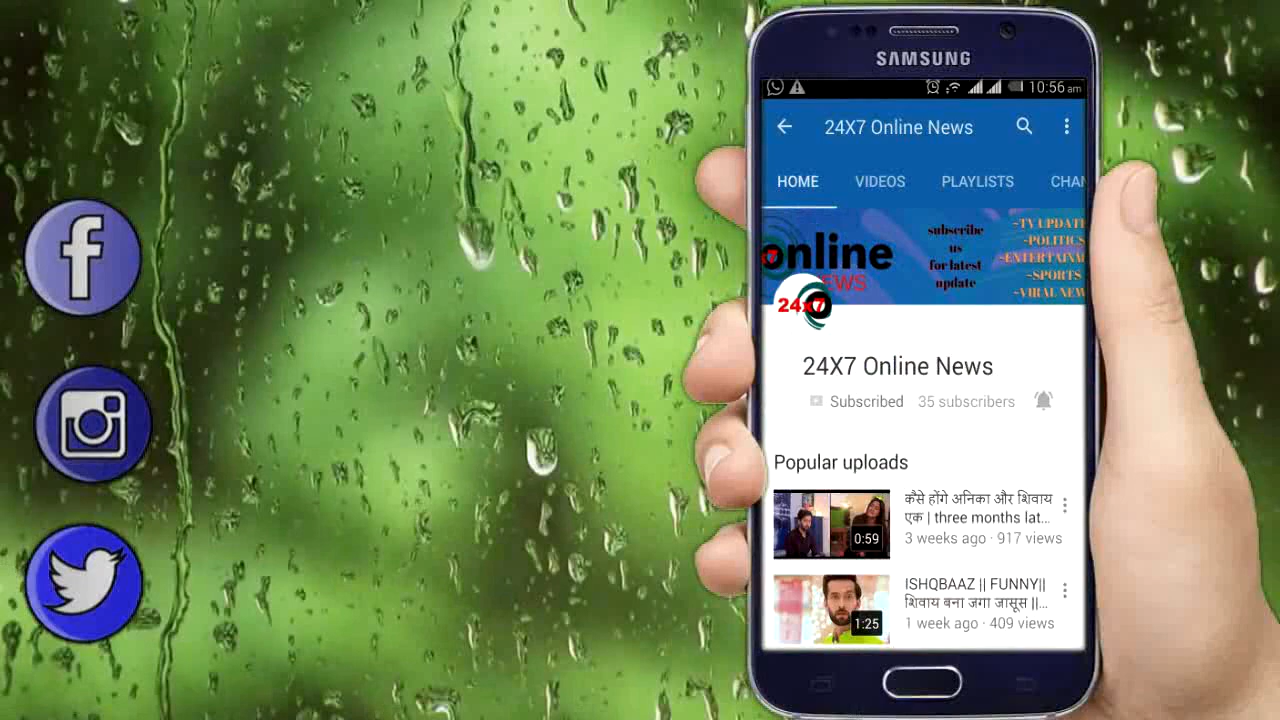 SAMSUNG
10:56 am
24X7 Online News
HOME VIDEOS PLAYLISTS CHAN
online
NEWS
subscribe
us
for latest
update
~TV UPDATE
~POLITICS
~ENTERTAINM
~SPORTS
~VIRAL NEW
24x7
24X7 Online News
Subscribed 35 subscribers
Popular uploads
कैसे होंगे अनिका और शिवाय
एक | three months lat...
3 weeks ago · 917 views
0:59
ISHQBAAZ || FUNNY||
शिवाय बना जगा जासूस ||...
1 week ago · 409 views
1:25